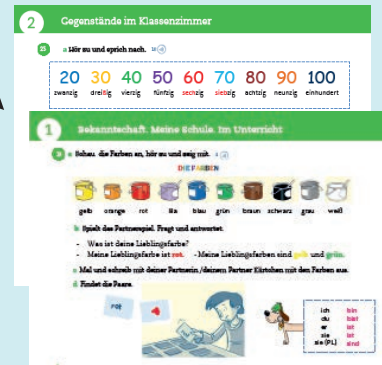 2 Gegenstände im Klassenzimmer
23 a Hör zu und sprich nach.
20 30 40 50 60 70 80 90 100
zwanzig dreißig vierzig fünfzig sechzig siebzig achtzig neunzig einhundert
1 Bekanntschaft. Meine Schule. Im Unterricht
a Schau die Farben an, hör zu und zeig mit.
DIE FARBEN
gelb orange rot lila blau grün braun schwarz grau weiß
b Spielt das Partnerspiel. Fragt und antwortet.
- Was ist deine Lieblingsfarbe?
- Meine Lieblingsfarbe ist rot. - Meine Lieblingsfarben sind gelb und grün.
c Mal und schreib mit deiner Partnerin /deinem Partner Kärtchen mit den Farben aus.
d Findet die Paare.
rot
ich bin
du bist
er ist
sie ist
sie (PL) sind